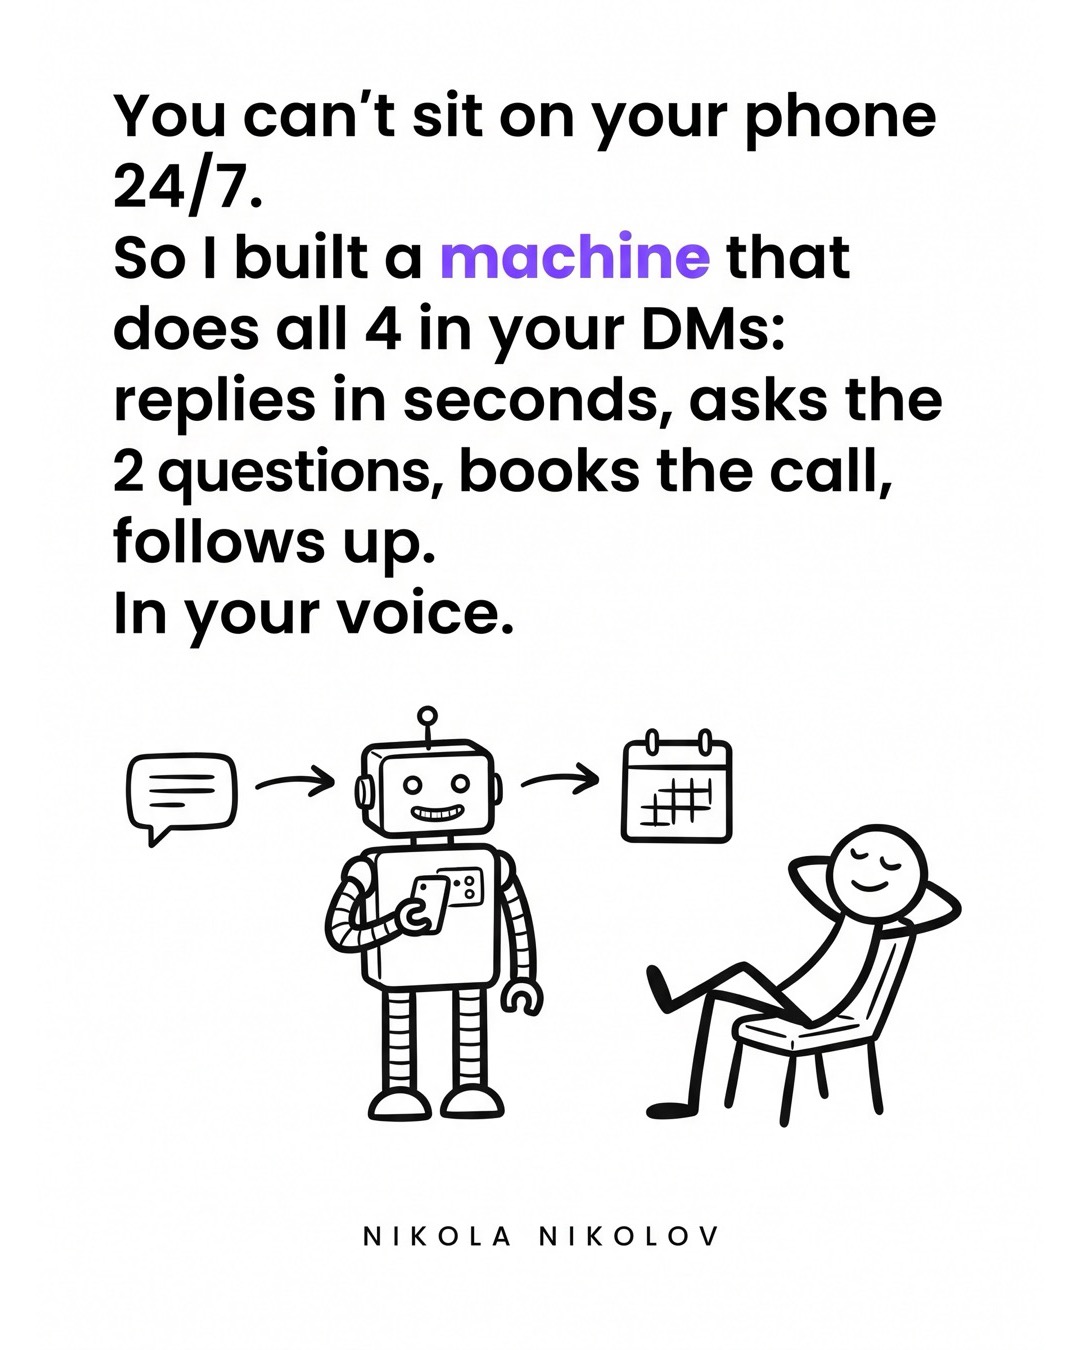 You can't sit on your phone
24/7.
So I built a machine that
does all 4 in your DMs:
replies in seconds, asks the
2 questions, books the call,
follows up.
In your voice.
NIKOLA NIKOLOV